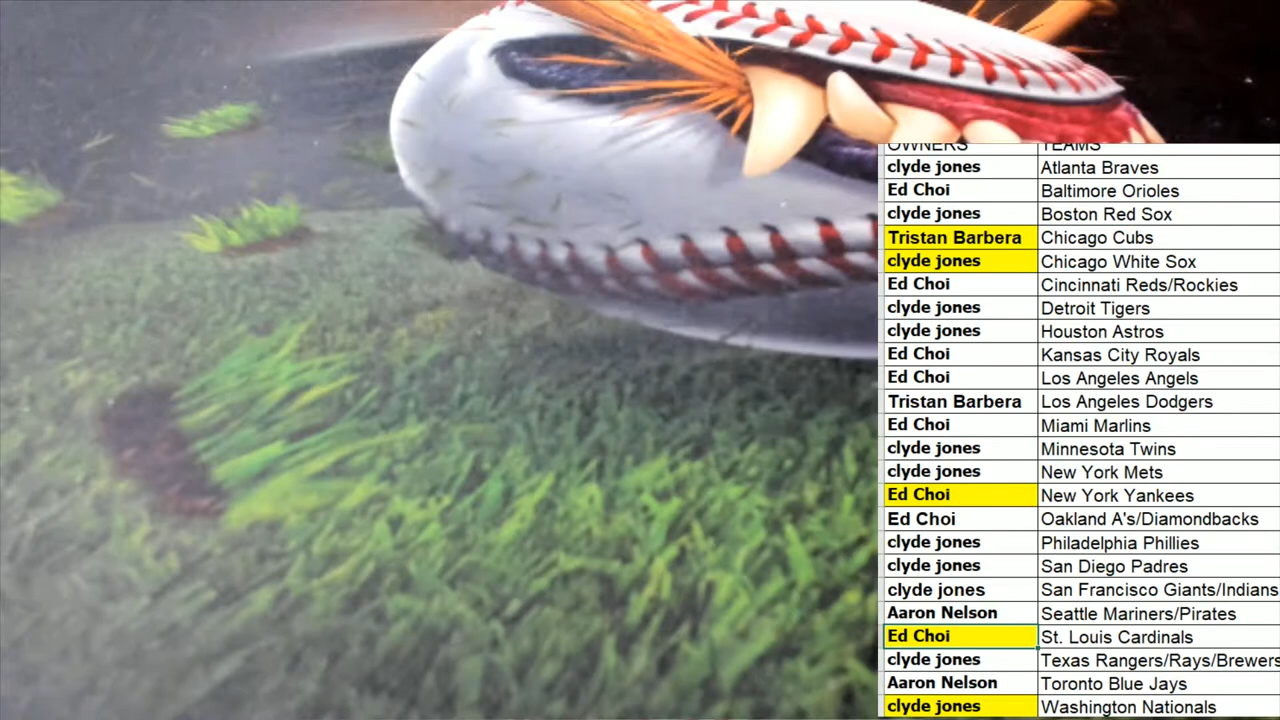 OWNERS TEAMS
clyde jones Atlanta Braves
Ed Choi Baltimore Orioles
clyde jones Boston Red Sox
Tristan Barbera Chicago Cubs
clyde jones Chicago White Sox
Ed Choi Cincinnati Reds/Rockies
clyde jones Detroit Tigers
clyde jones Houston Astros
Ed Choi Kansas City Royals
Ed Choi Los Angeles Angels
Tristan Barbera Los Angeles Dodgers
Ed Choi Miami Marlins
clyde jones Minnesota Twins
clyde jones New York Mets
Ed Choi New York Yankees
Ed Choi Oakland A's/Diamondbacks
clyde jones Philadelphia Phillies
clyde jones San Diego Padres
clyde jones San Francisco Giants/Indians
Aaron Nelson Seattle Mariners/Pirates
Ed Choi St. Louis Cardinals
clyde jones Texas Rangers/Rays/Brewers
Aaron Nelson Toronto Blue Jays
clyde jones Washington Nationals